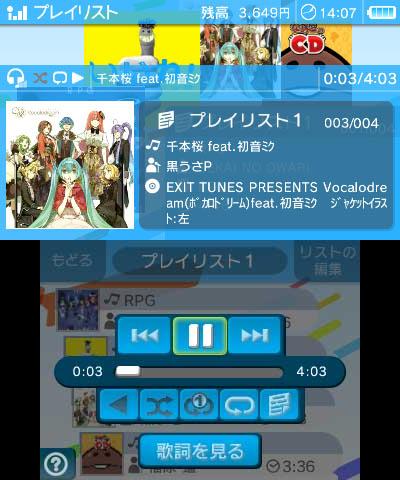 プレイリスト 残高 3,649円 14:07
CD
千本桜 feat.初音ミク 0:03/4:03
プレイリスト1 003/004
千本桜 feat.初音ミク
黒うさP
EXIT TUNES PRESENTS Vocalodre
am(ボカロドリーム)feat.初音ミク ジャケットイラス
ト:左
もどる プレイリスト1 リストの
編集
RPG
0:03 4:03
1
歌詞を見る
? 3:36